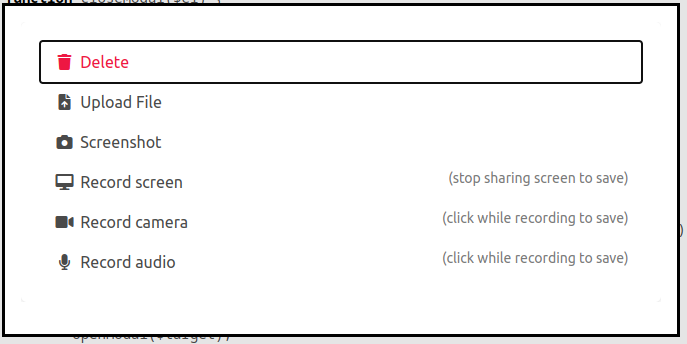 function closeModal($el) {
Delete
Upload File
Screenshot
Record screen (stop sharing screen to save)
Record camera (click while recording to save)
)
Record audio (click while recording to save)
openModal($target);